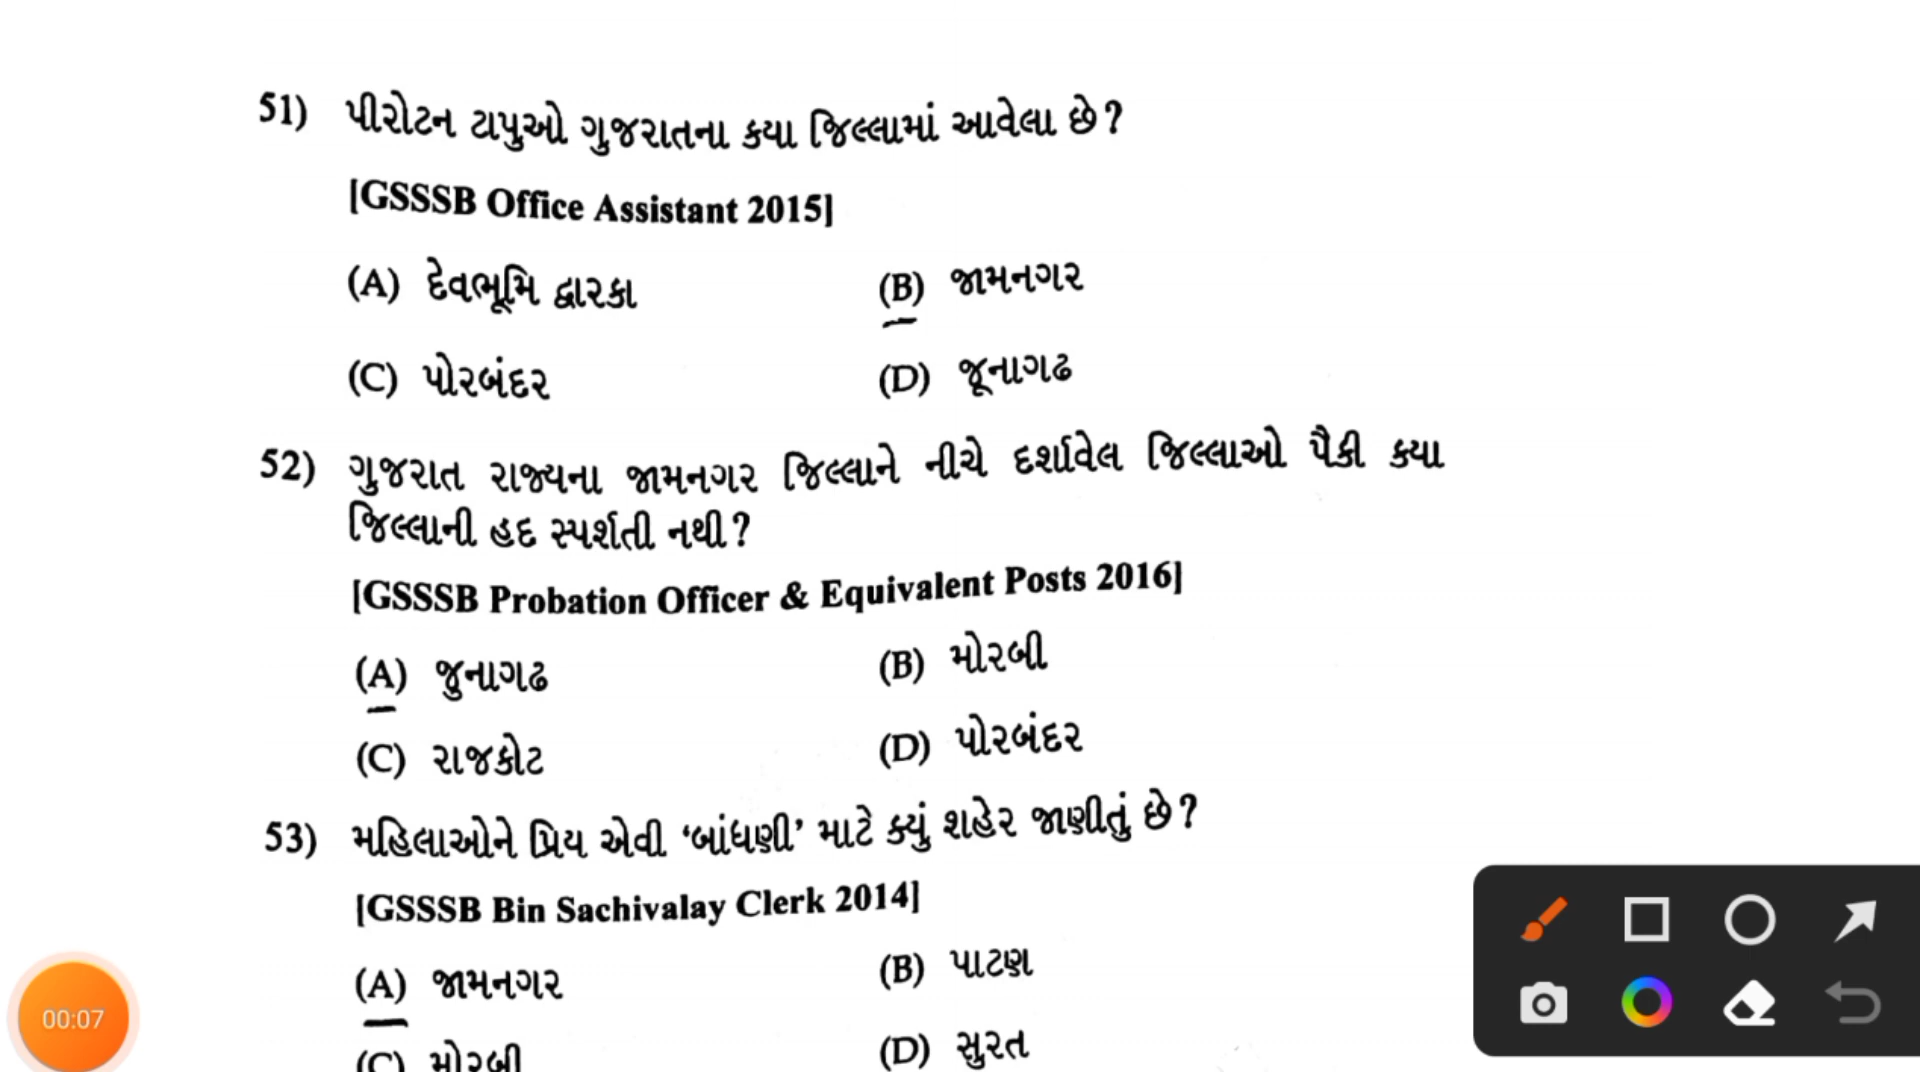 51) પીરોટન ટાપુઓ ગુજરાતના કયા જિલ્લામાં આવેલા છે?
[GSSSB Office Assistant 2015]
(A) દેવભૂમિ દ્વારકા (B) જામનગર
(C) પોરબંદર (D) જૂનાગઢ
52) ગુજરાત રાજ્યના જામનગર જિલ્લાને નીચે દર્શાવેલ જિલ્લાઓ પૈકી કયા
જિલ્લાની હદ સ્પર્શતી નથી?
[GSSSB Probation Officer & Equivalent Posts 2016]
(A) જુનાગઢ (B) મોરબી
(C) રાજકોટ (D) પોરબંદર
53) મહિલાઓને પ્રિય એવી ‘બાંધણી’ માટે ક્યું શહેર જાણીતું છે?
[GSSSB Bin Sachivalay Clerk 2014]
(A) જામનગર (B) પાટણ
(C) મોરબી (D) સુરત
00:07